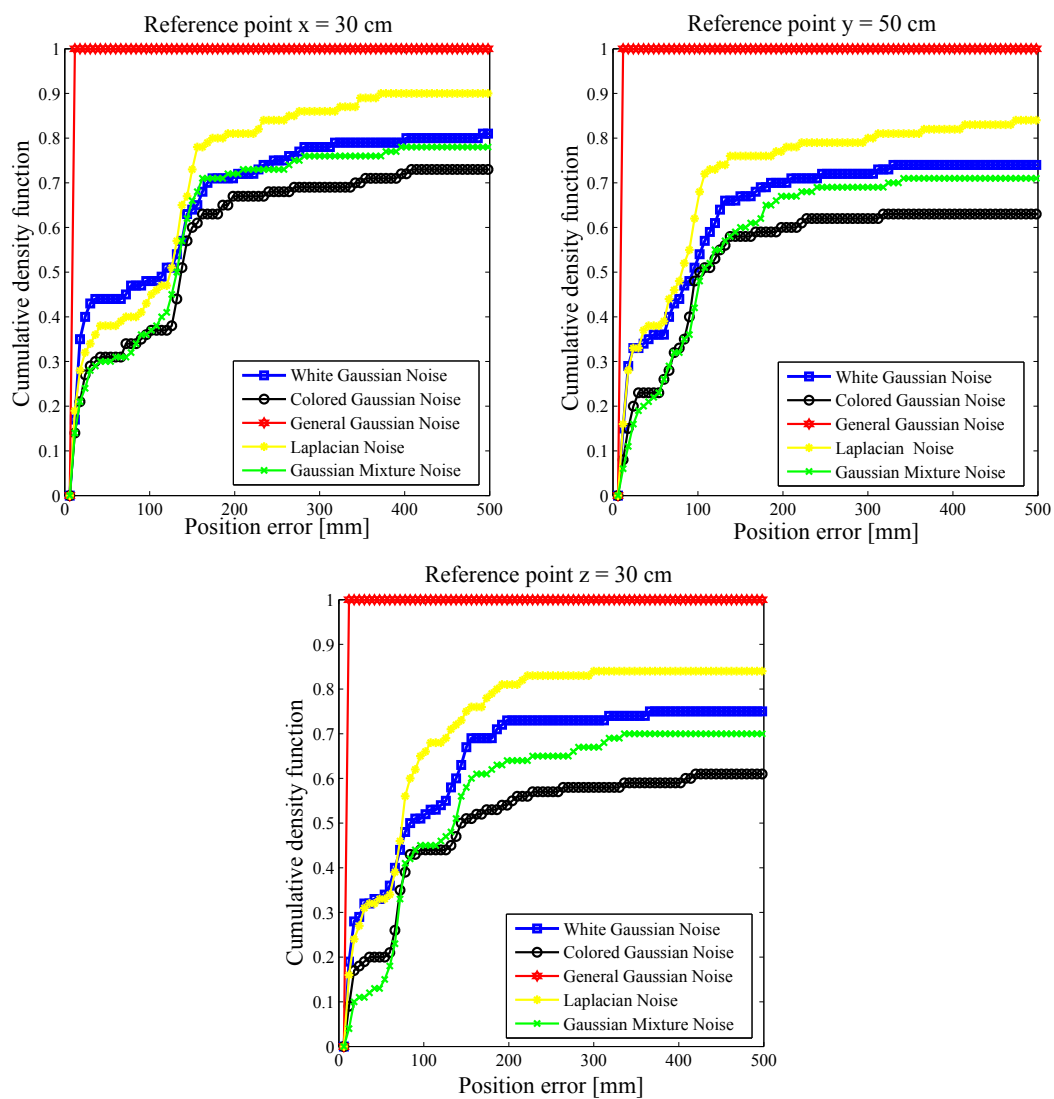 Reference point x = 30 cm
1
0.9
0.8
0.7
0.6
0.5
0.4
0.3
0.2
0.1
0
Cumulative density function
White Gaussian Noise
Colored Gaussian Noise
General Gaussian Noise
Laplacian Noise
Gaussian Mixture Noise
0 100 200 300 400 500
Position error [mm]
Reference point y = 50 cm
1
0.9
0.8
0.7
0.6
0.5
0.4
0.3
0.2
0.1
0
Cumulative density function
White Gaussian Noise
Colored Gaussian Noise
General Gaussian Noise
Laplacian Noise
Gaussian Mixture Noise
0 100 200 300 400 500
Position error [mm]
Reference point z = 30 cm
1
0.9
0.8
0.7
0.6
0.5
0.4
0.3
0.2
0.1
0
Cumulative density function
White Gaussian Noise
Colored Gaussian Noise
General Gaussian Noise
Laplacian Noise
Gaussian Mixture Noise
0 100 200 300 400 500
Position error [mm]